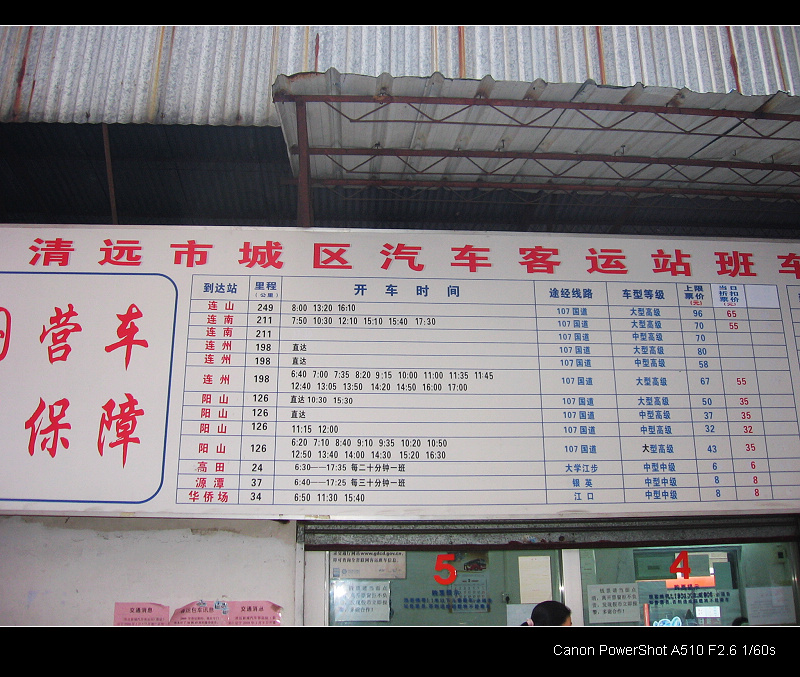 清远市城区汽车客运站班车
营车
保障
到达站 里程(公里) 开车时间 途经线路 车型等级 上限票价(元) 当日折扣票价(元)
连山 249 8:00 13:20 16:10 107国道 大型高级 96 65
连南 211 7:50 10:30 12:10 15:10 15:40 17:30 107国道 大型高级 70 55
连南 211 107国道 中型高级 70
连州 198 直达 107国道 大型高级 80
连州 198 直达 107国道 中型高级 58
连州 198 6:40 7:00 7:35 8:20 9:15 10:00 11:00 11:35 11:45 107国道 大型高级 67 55
12:40 13:05 13:50 14:20 14:50 16:00 17:00
阳山 126 直达 10:30 15:30 107国道 大型高级 50 35
阳山 126 直达 107国道 中型高级 37 35
阳山 126 11:15 12:00 107国道 中型高级 32 32
阳山 126 6:20 7:10 8:40 9:10 9:35 10:20 10:50 107国道 大型高级 43 35
12:50 13:40 14:00 14:30 15:20 16:30
高田 24 6:30——17:35 每二十分钟一班 大学江步 中型中级 6 6
源潭 37 6:40——17:25 每三十分钟一班 银英 中型中级 8 8
华侨场 34 6:50 11:30 15:40 江口 中型中级 8 8
5
4
交通消息
交通消息
Canon PowerShot A510 F2.6 1/60s